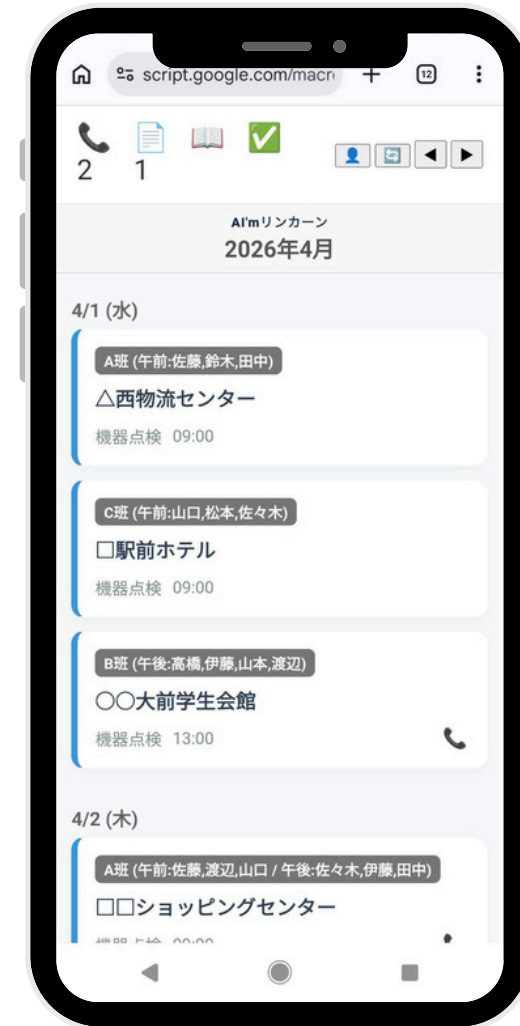 script.google.com/macr
12
2 1
AI'mリンカーン
2026年4月
4/1 (水)
A班 (午前:佐藤,鈴木,田中)
△西物流センター
機器点検 09:00
C班 (午前:山口,松本,佐々木)
□駅前ホテル
機器点検 09:00
B班 (午後:高橋,伊藤,山本,渡辺)
○○大前学生会館
機器点検 13:00
4/2 (木)
A班 (午前:佐藤,渡辺,山口 / 午後:佐々木,伊藤,田中)
□□ショッピングセンター